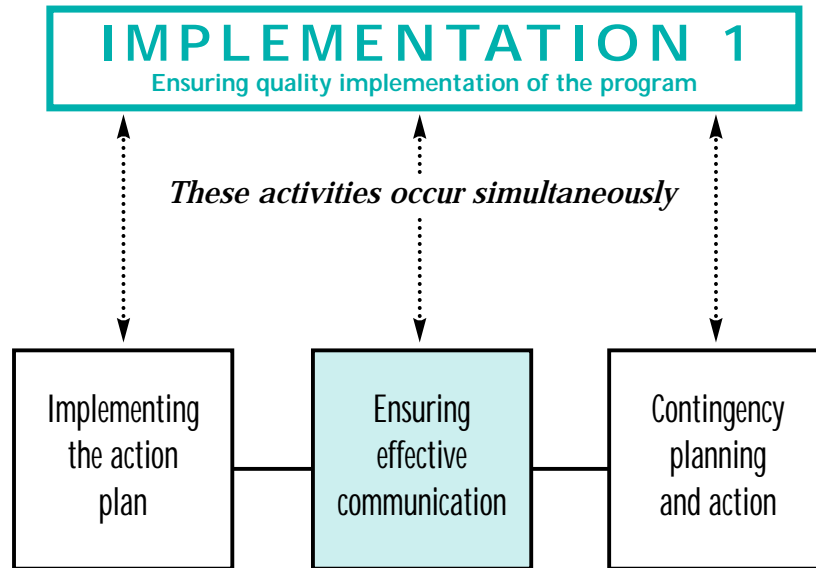 IMPLEMENTATION 1
Ensuring quality implementation of the program
These activities occur simultaneously
Implementing
the action
plan
Ensuring
effective
communication
Contingency
planning
and action